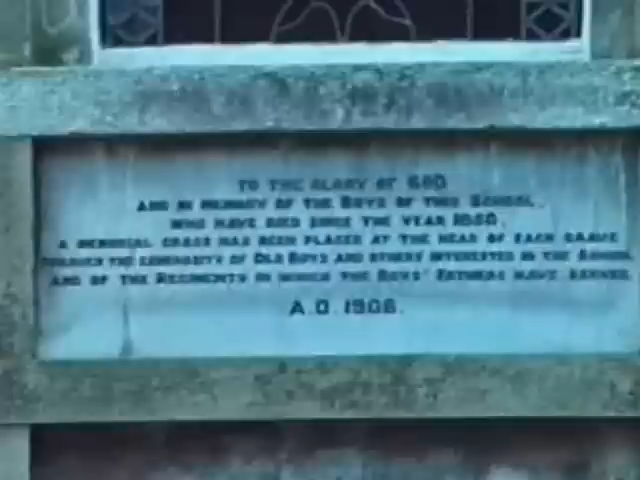 TO THE GLORY OF GOD
AND IN MEMORY OF THE BOYS OF THIS SCHOOL,
WHO HAVE DIED SINCE THE YEAR
A MEMORIAL CROSS HAS BEEN PLACED AT THE HEAD OF EACH GRAVE
THROUGH THE GENEROSITY OF OLD BOYS AND OTHERS INTERESTED IN THE SCHOOL
AND OF THE REGIMENTS IN WHICH THE BOYS' FATHERS HAVE SERVED.
A.D. 1906.